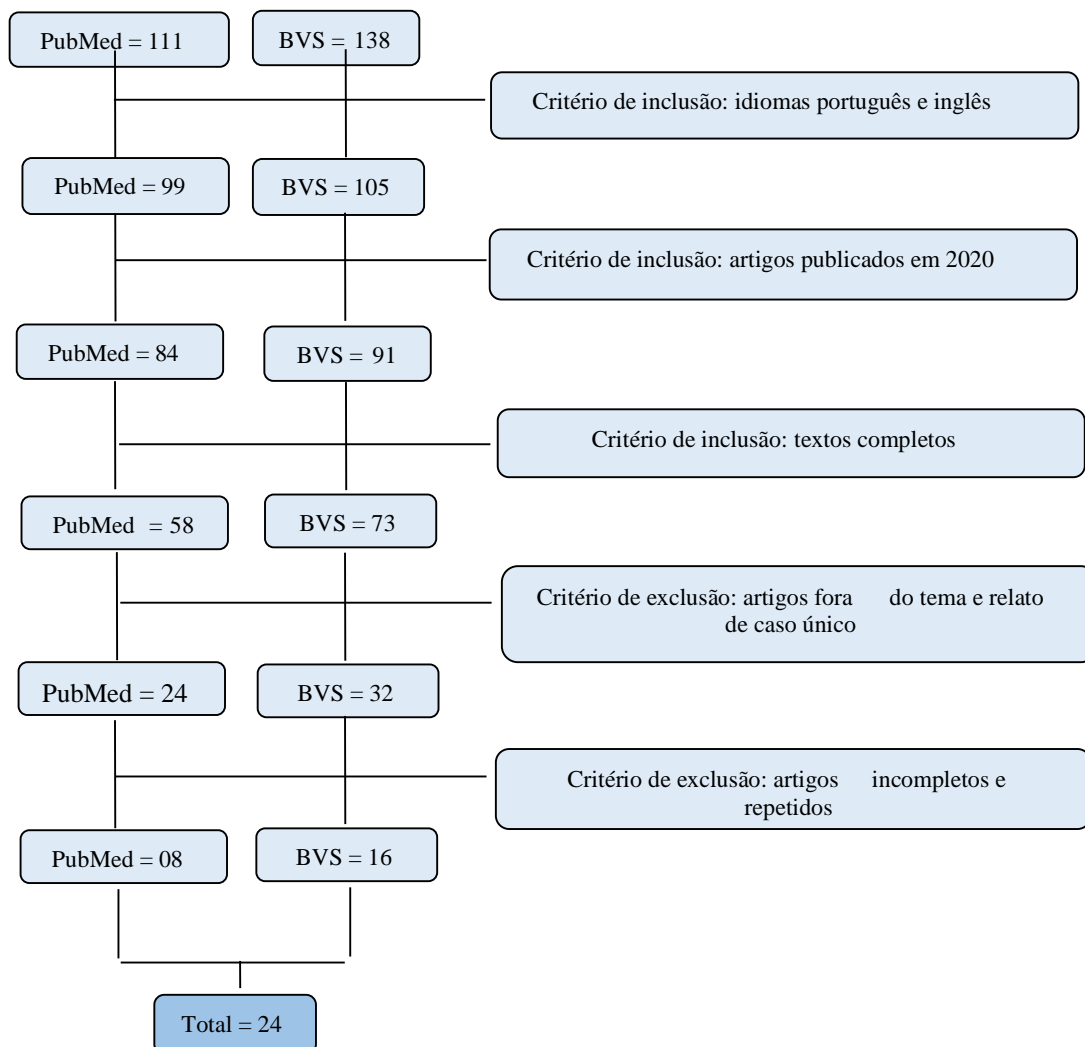 PubMed = 111
BVS = 138
Critério de inclusão: idiomas português e inglês
PubMed = 99
BVS = 105
Critério de inclusão: artigos publicados em 2020
PubMed = 84
BVS = 91
Critério de inclusão: textos completos
PubMed = 58
BVS = 73
Critério de exclusão: artigos fora do tema e relato
de caso único
PubMed = 24
BVS = 32
Critério de exclusão: artigos incompletos e
repetidos
PubMed = 08
BVS = 16
Total = 24